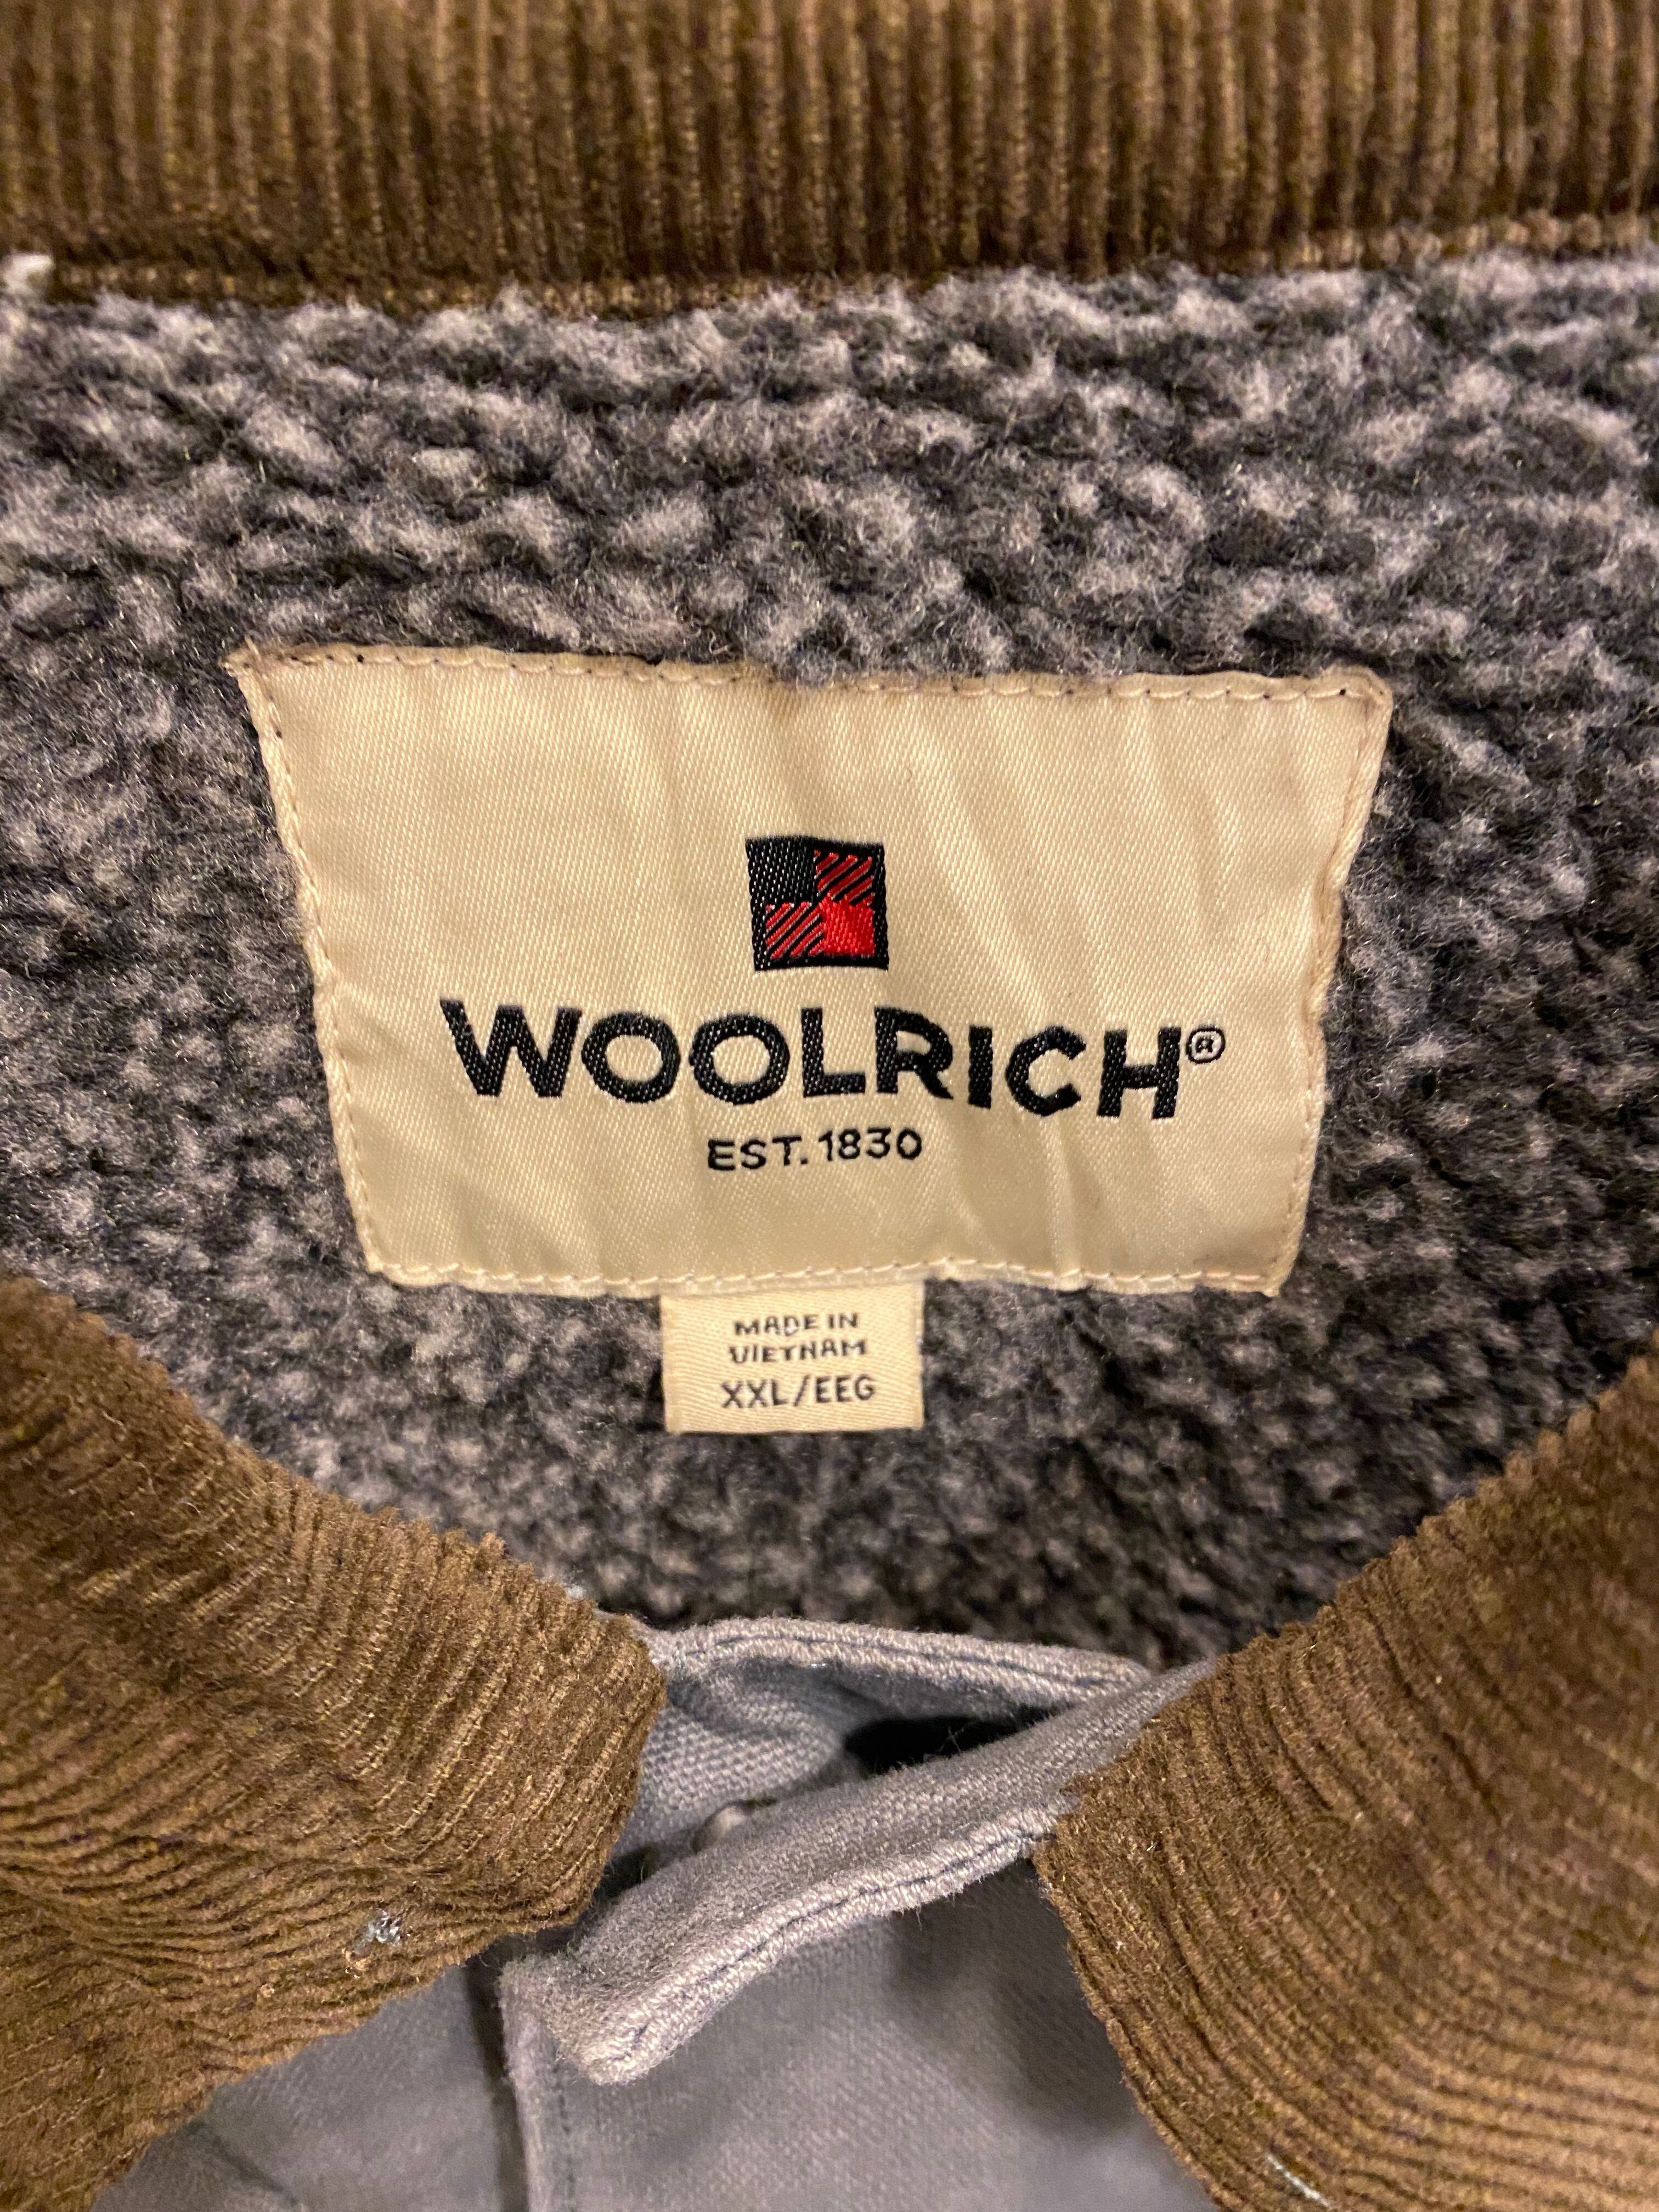 WOOLRICH®
EST. 1830
MADE IN
VIETNAM
XXL/EEG